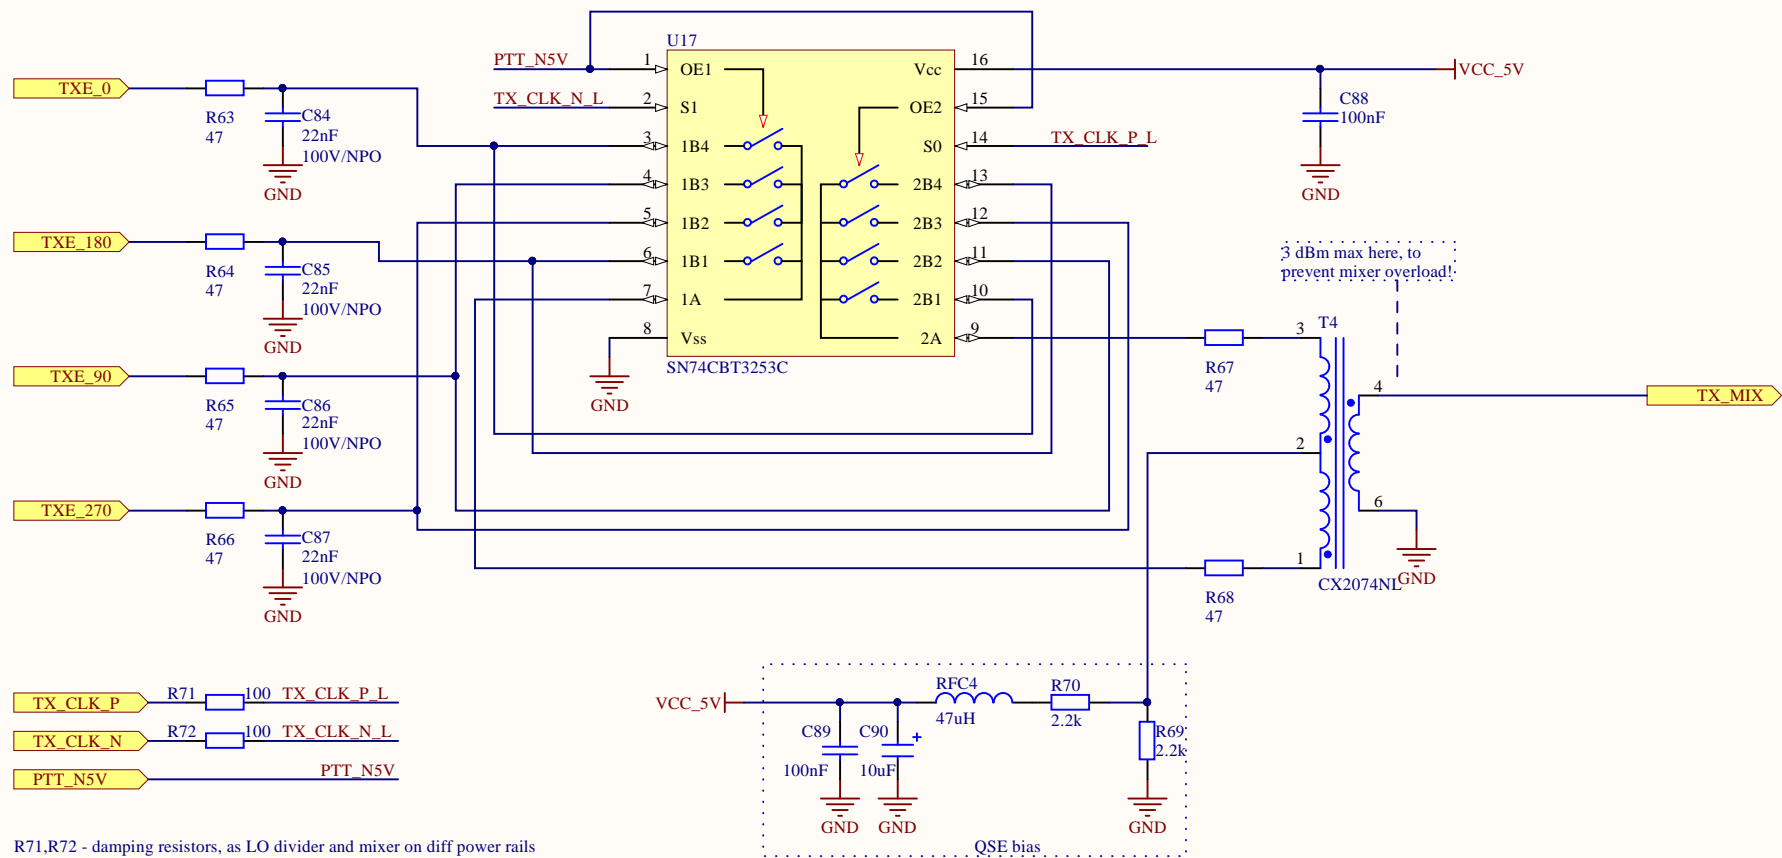 U17
PTT_N5V
1
OE1
Vcc
16
VCC_5V
TXE_0
R63
47
C84
22nF
100V/NPO
GND
TX_CLK_N_L
2
S1
OE2
15
C88
100nF
GND
3
1B4
S0
14
TX_CLK_P_L
4
1B3
2B4
13
5
1B2
2B3
12
TXE_180
R64
47
C85
22nF
100V/NPO
GND
6
1B1
2B2
11
3 dBm max here, to
prevent mixer overload!
7
1A
2B1
10
8
Vss
2A
9
GND
SN74CBT3253C
R67
47
T4
3
2
1
4
6
CX2074NL
GND
TX_MIX
TXE_90
R65
47
C86
22nF
100V/NPO
GND
TXE_270
R66
47
C87
22nF
100V/NPO
GND
R68
47
TX_CLK_P
R71
100
TX_CLK_P_L
TX_CLK_N
R72
100
TX_CLK_N_L
PTT_N5V
PTT_N5V
VCC_5V
RFC4
47uH
R70
2.2k
C89
100nF
GND
C90
+
10uF
GND
R69
2.2k
GND
QSE bias
R71,R72 - damping resistors, as LO divider and mixer on diff power rails